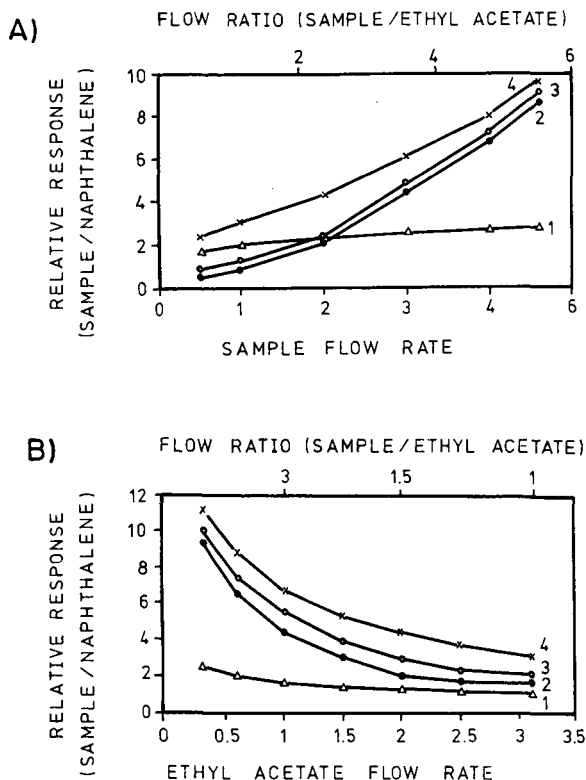 A)
FLOW RATIO (SAMPLE/ETHYL ACETATE)
2 4 6
RELATIVE RESPONSE
(SAMPLE/NAPHTHALENE)
10
8
6
4
2
0
4
3
2
1
0 1 2 3 4 5 6
SAMPLE FLOW RATE
B)
FLOW RATIO (SAMPLE/ETHYL ACETATE)
3 1.5 1
RELATIVE RESPONSE
(SAMPLE/NAPHTHALENE)
12
10
8
6
4
2
0
4
3
2
1
0 0.5 1 1.5 2 2.5 3 3.5
ETHYL ACETATE FLOW RATE